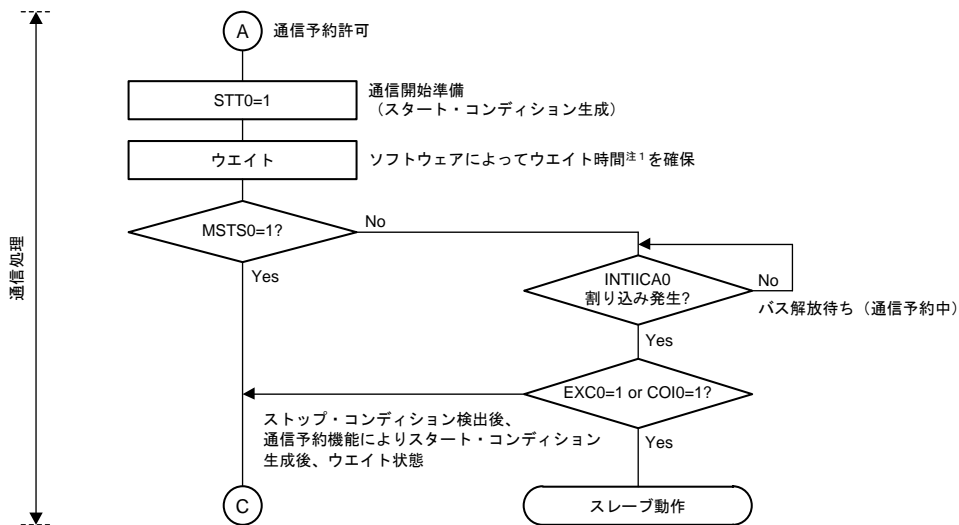 A 通信予約許可
STT0=1
通信開始準備
(スタート・コンディション生成)
ウエイト
ソフトウェアによってウエイト時間注1を確保
MSTS0=1?
No
Yes
INTIICA0
割り込み発生?
No
バス解放待ち(通信予約中)
Yes
EXC0=1 or COI0=1?
ストップ・コンディション検出後、
通信予約機能によりスタート・コンディション
生成後、ウエイト状態
Yes
C
スレーブ動作
通信処理